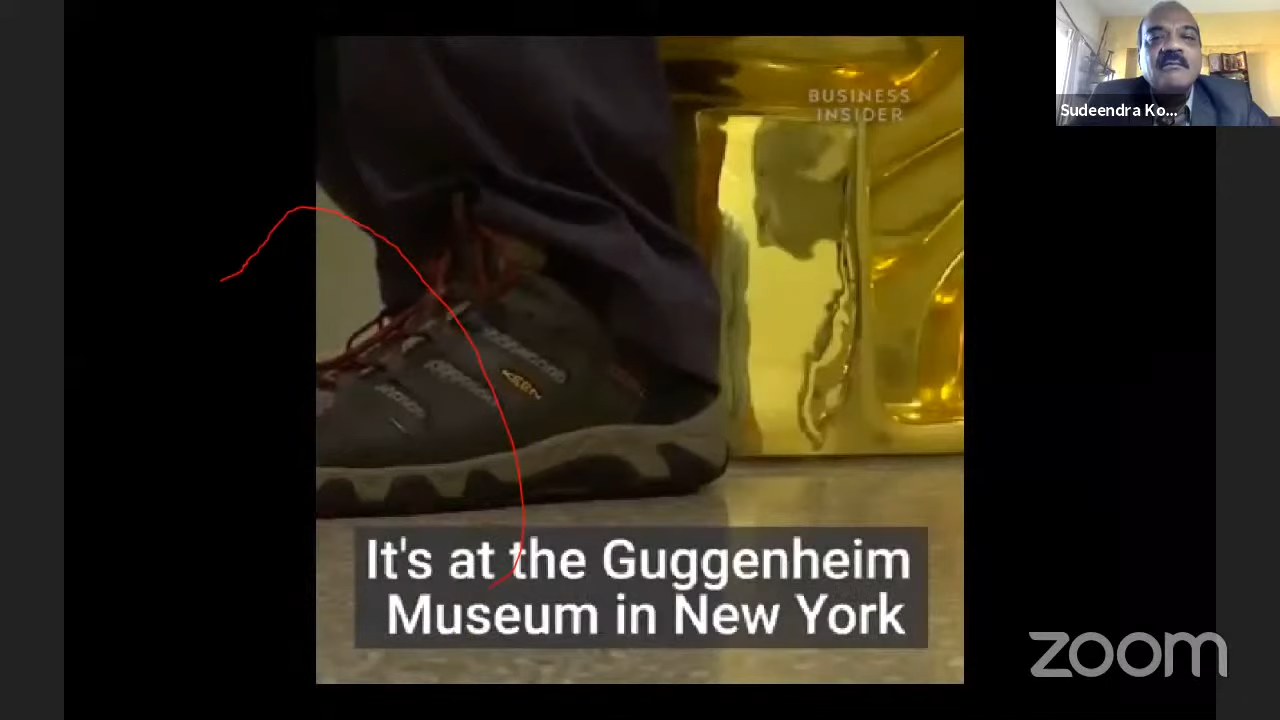 BUSINESS
INSIDER
Sudeendra Ko...
KEEN
It's at the Guggenheim
Museum in New York
zoom